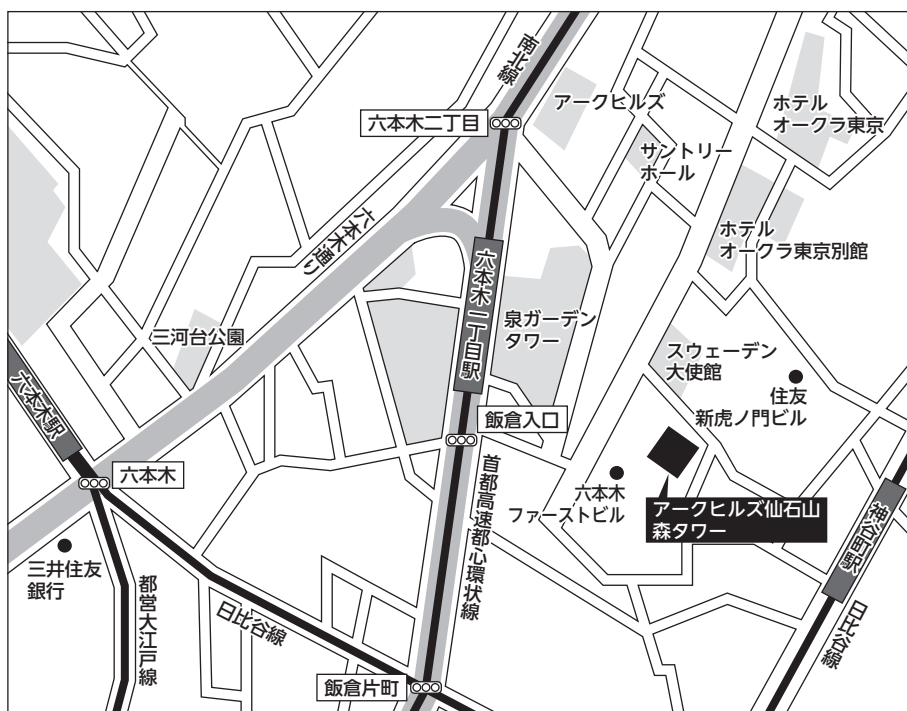 南北線
アークヒルズ
ホテル
オークラ東京
六本木二丁目
サントリー
ホール
六本木通り
ホテル
オークラ東京別館
六本木一丁目駅
泉ガーデン
タワー
三河台公園
スウェーデン
大使館
住友
新虎ノ門ビル
六本木駅
飯倉入口
六本木
六本木
ファーストビル
アークヒルズ仙石山
森タワー
神谷町駅
首都高速都心環状線
三井住友
銀行
都営大江戸線
日比谷線
日比谷線
飯倉片町